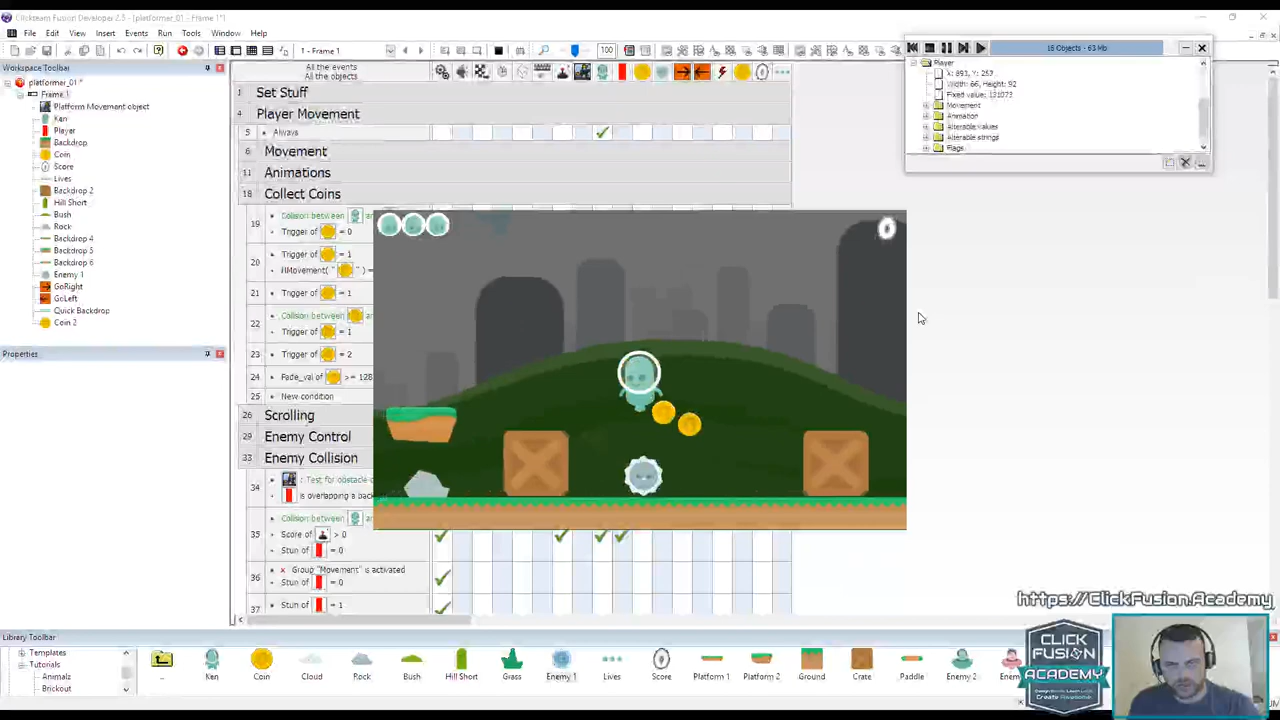 Clickteam Fusion Developer 2.5 - [platformer_01 - Frame 1*]
File Edit View Insert Events Run Window Help
1 - Frame 1
100
16 Objects - 63 Mb
Workspace Toolbar
platformer_01 *
Frame 1
Platform Movement object
Ken
Player
Backdrop
Coin
Score
Lives
Backdrop 2
Hill Short
Bush
Rock
Backdrop 4
Backdrop 5
Backdrop 6
Enemy 1
GoRight
GoLeft
Quick Backdrop
Coin 2
Properties
All the events
All the objects
1 Set Stuff
4 Player Movement
5 Always
6 Movement
11 Animations
18 Collect Coins
19 Collision between
Trigger of = 0
20 Trigger of = 1
21 Trigger of = 1
22 Collision between
Trigger of = 1
23 Trigger of = 2
24 Fade_val of >= 128
25 New condition
26 Scrolling
29 Enemy Control
33 Enemy Collision
34 : Test for obstacle
is overlapping a back
35 Collision between
Score of > 0
Stun of = 0
36 Group "Movement" is activated
Stun of = 0
37 Stun of = 1
0
Player
X: 893, Y: 257
Width: 66, Height: 92
Fixed value: 131073
Movement
Animation
Alterable values
Alterable strings
Flags
https://ClickFusion.Academy
CLICK
FUSION
ACADEMY
Library Toolbar
Templates
Tutorials
Animalz
Brickout
Ken Coin Cloud Rock Bush Hill Short Grass Enemy 1 Lives Score Platform 1 Platform 2 Ground Crate Paddle Enemy 2